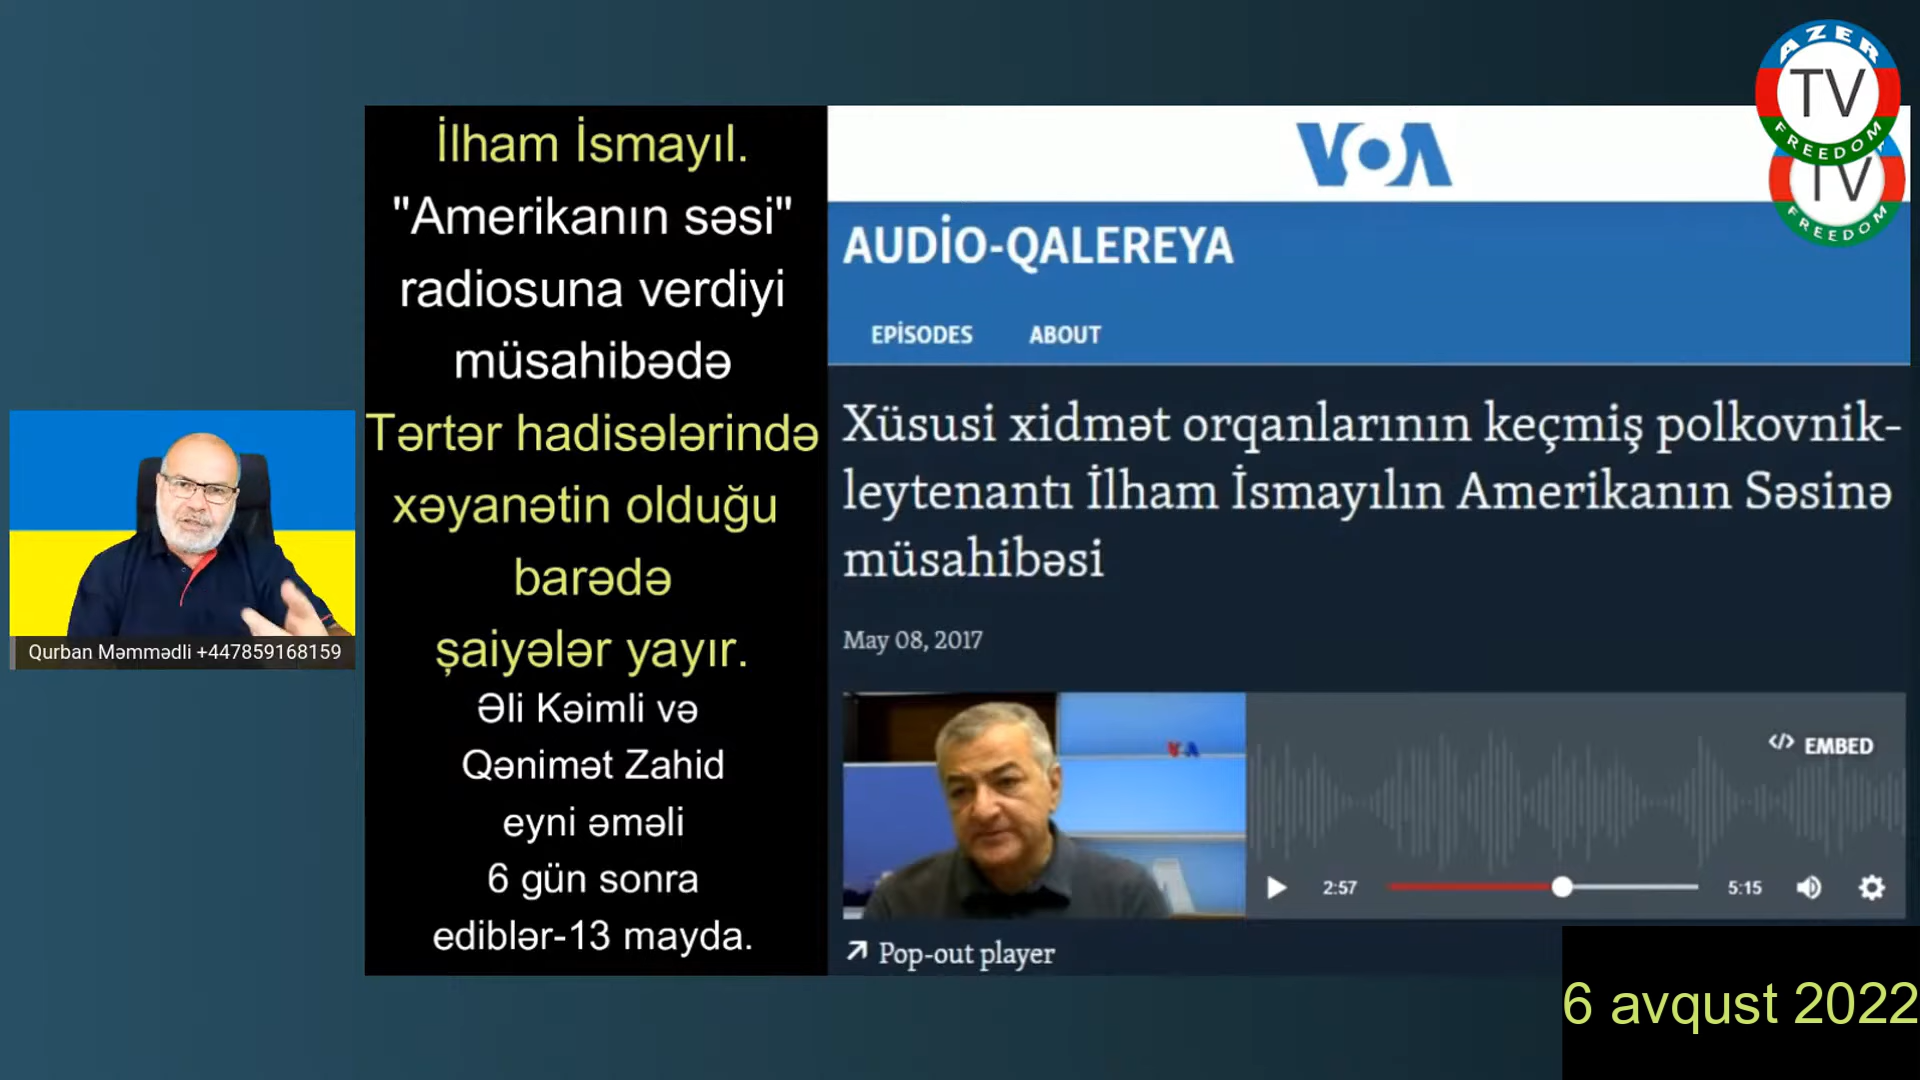 AZER
TV
FREEDOM
TV
FREEDOM
İlham İsmayıl.
"Amerikanın səsi"
radiosuna verdiyi
müsahibədə
Tərtər hadisələrində
xəyanətin olduğu
barədə
şaiyələr yayır.
Əli Kəimli və
Qənimət Zahid
eyni əməli
6 gün sonra
ediblər-13 mayda.
VOA
AUDİO-QALEREYA
EPİSODES ABOUT
Xüsusi xidmət orqanlarının keçmiş polkovnik-
leytenantı İlham İsmayılın Amerikanın Səsinə
müsahibəsi
May 08, 2017
VOA
</> EMBED
2:57 5:15
Pop-out player
Qurban Məmmədli +447859168159
6 avqust 2022